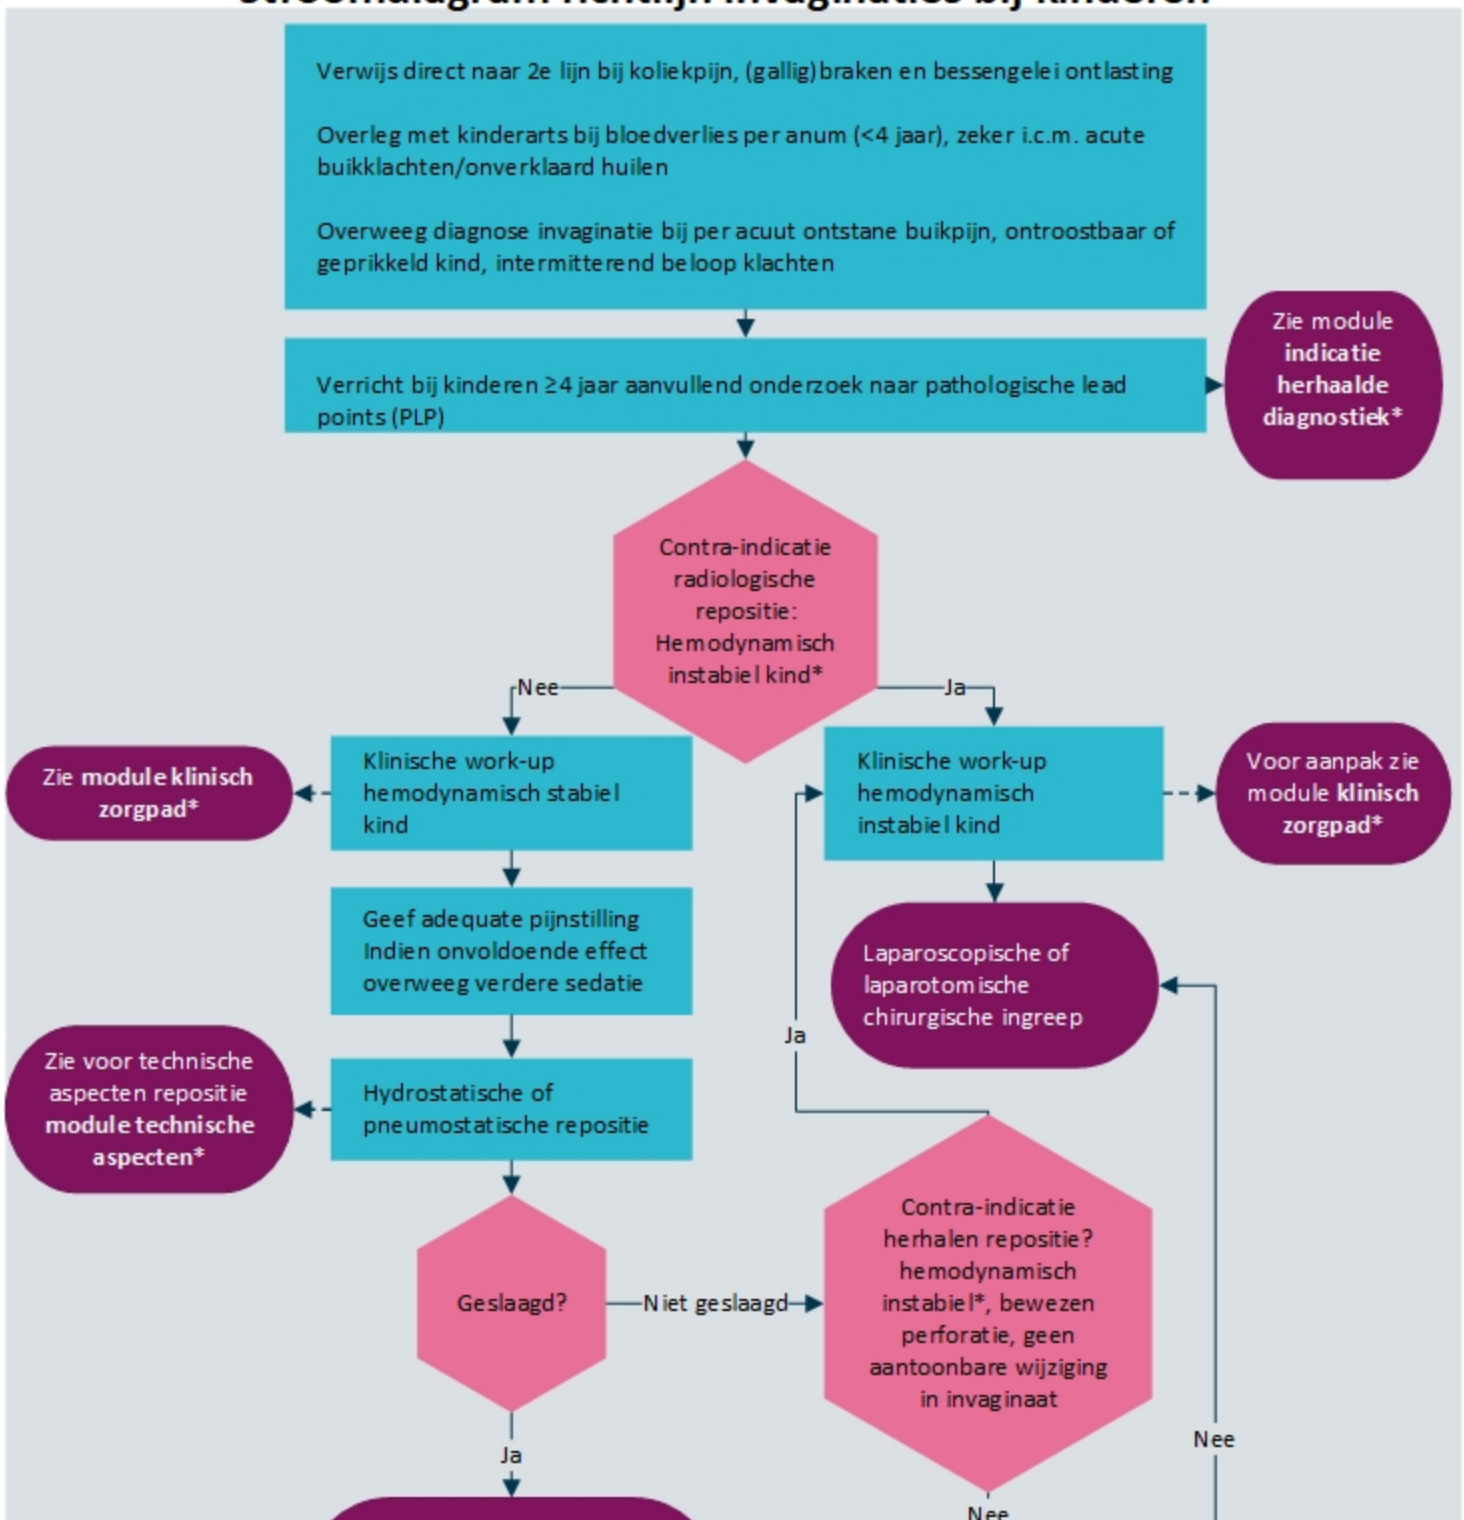 Stroomdiagram richtlijn invaginaties bij kinderen
Verwijs direct naar 2e lijn bij koliekpijn, (gallig)braken en bessengelei ontlasting
Overleg met kinderarts bij bloedverlies per anum (<4 jaar), zeker i.c.m. acute
buikklachten/onverklaard huilen
Overweeg diagnose invaginatie bij per acuut ontstane buikpijn, ontroostbaar of
geprikkeld kind, intermitterend beloop klachten
Verricht bij kinderen ≥4 jaar aanvullend onderzoek naar pathologische lead
points (PLP)
Zie module
indicatie
herhaalde
diagnostiek*
Contra-indicatie
radiologische
repositie:
Hemodynamisch
instabiel kind*
Nee
Ja
Zie module klinisch
zorgpad*
Klinische work-up
hemodynamisch stabiel
kind
Klinische work-up
hemodynamisch
instabiel kind
Voor aanpak zie
module klinisch
zorgpad*
Geef adequate pijnstilling
Indien onvoldoende effect
overweeg verdere sedatie
Laparoscopische of
laparotomische
chirurgische ingreep
Ja
Zie voor technische
aspecten repositie
module technische
aspecten*
Hydrostatische of
pneumostatische repositie
Geslaagd?
Niet geslaagd
Contra-indicatie
herhalen repositie?
hemodynamisch
instabiel*, bewezen
perforatie, geen
aantoonbare wijziging
in invaginaat
Nee
Ja
Nee